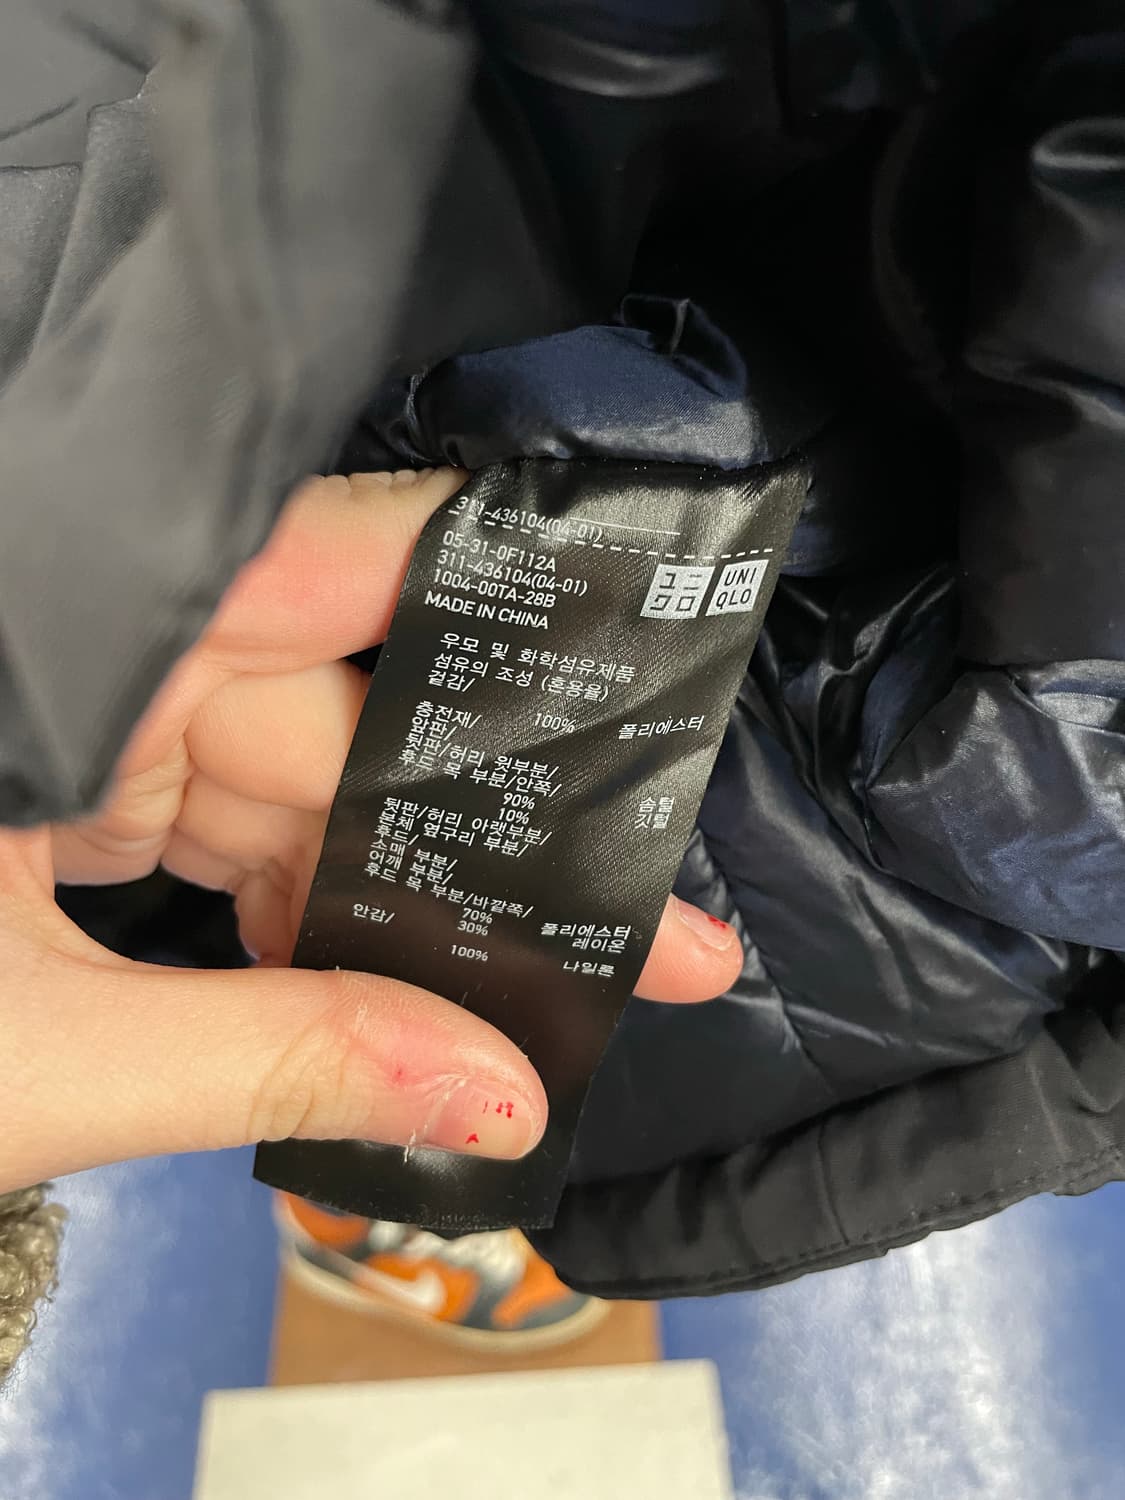 311-436104(04-01)
05-31-0F112A
311-436104(04-01)
1004-00TA-28B
MADE IN CHINA
ユニ
クロ
UNI
QLO
우모 및 화학섬유제품
섬유의 조성 (혼용율)
겉감/
100% 폴리에스터
충전재/
앞판/
뒷판/허리 윗부분/
후드 목 부분/안쪽/
90% 솜털
10% 깃털
뒷판/허리 아랫부분/
본체 옆구리 부분/
후드/
소매 부분/
어깨 부분/
후드 목 부분/바깥쪽/
70% 폴리에스터
30% 레이온
안감/
100% 나일론